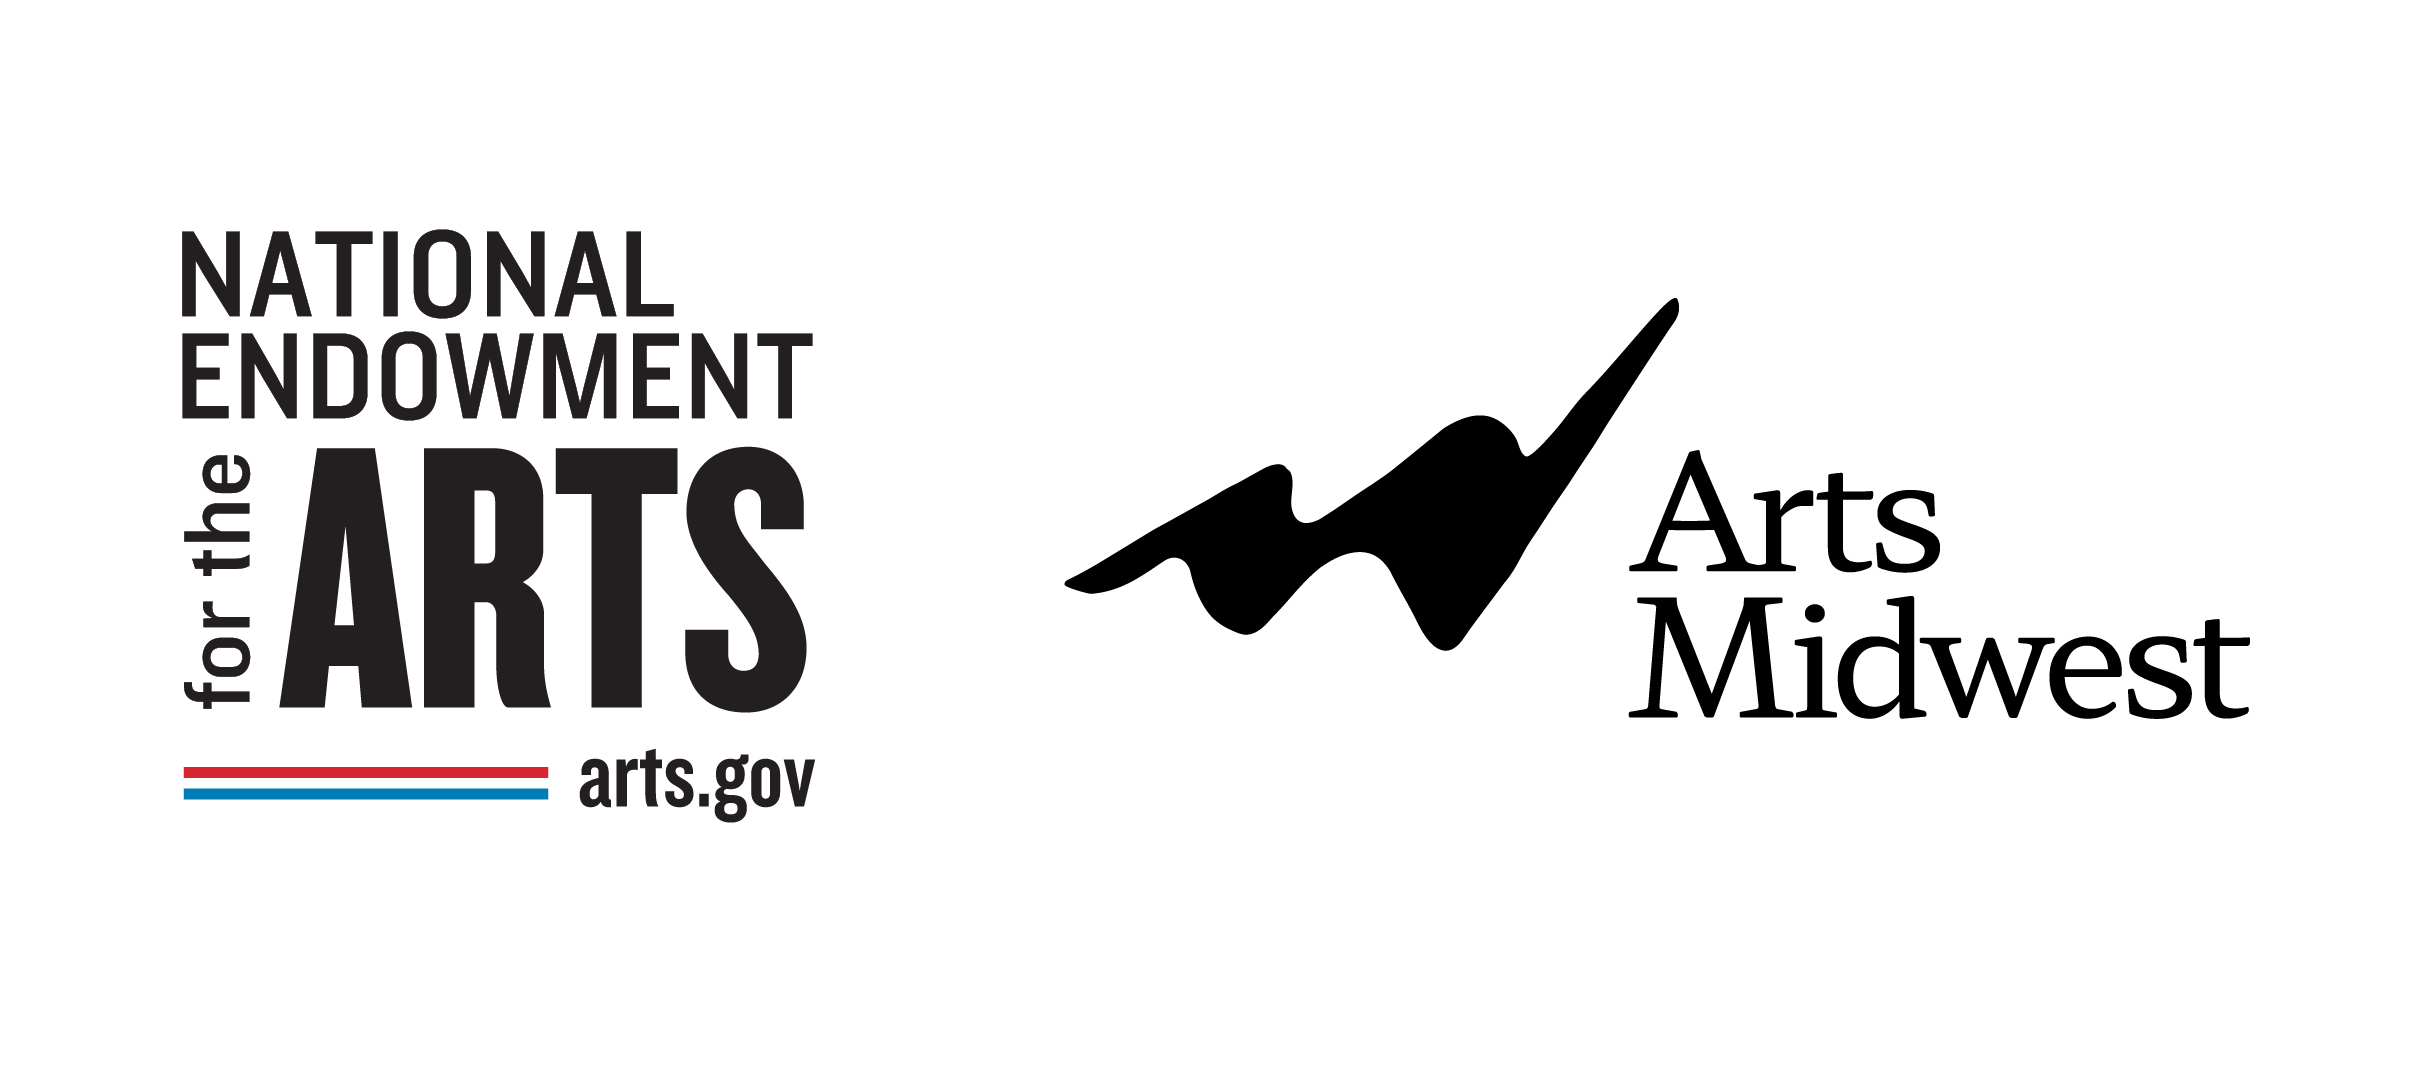 NATIONAL
ENDOWMENT
for the
ARTS
arts.gov
Arts
Midwest